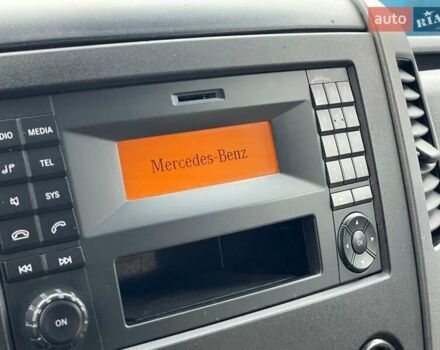 auto RIA
Mercedes-Benz
DIO MEDIA
TEL
SYS
ON